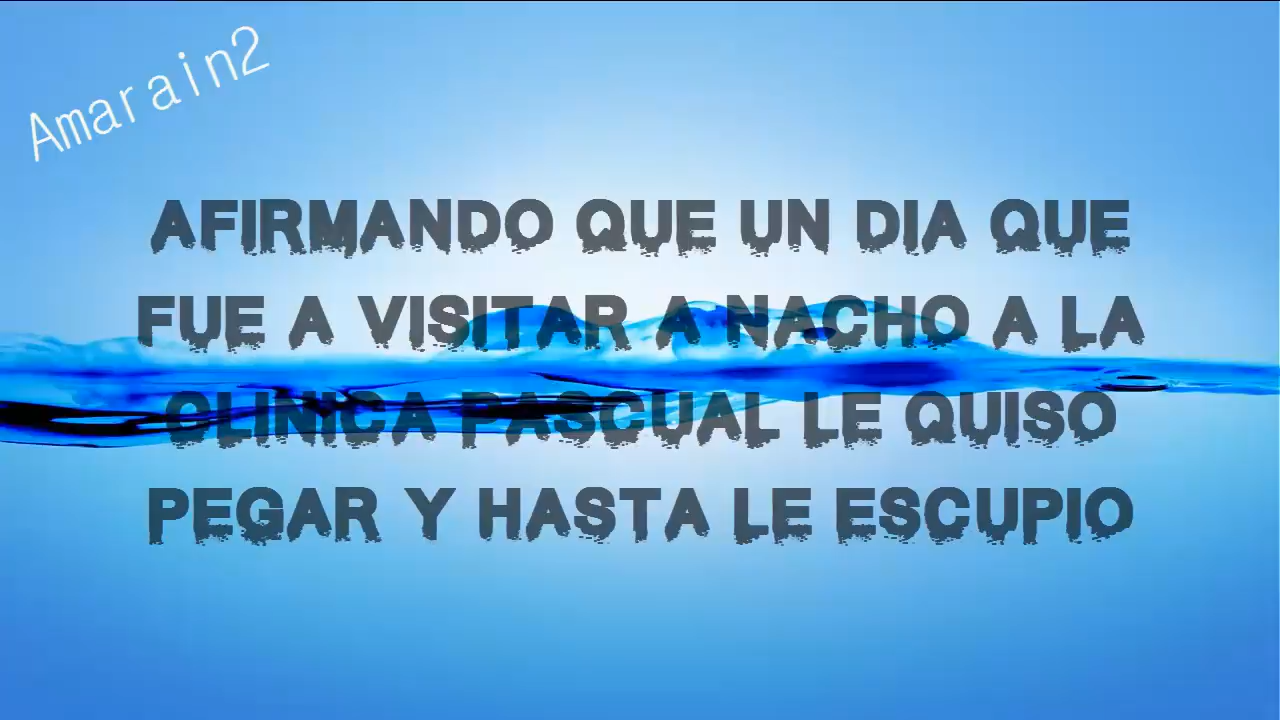 Amarain2
AFIRMANDO QUE UN DIA QUE
FUE A VISITAR A NACHO A LA
CLINICA PASCUAL LE QUISO
PEGAR Y HASTA LE ESCUPIO